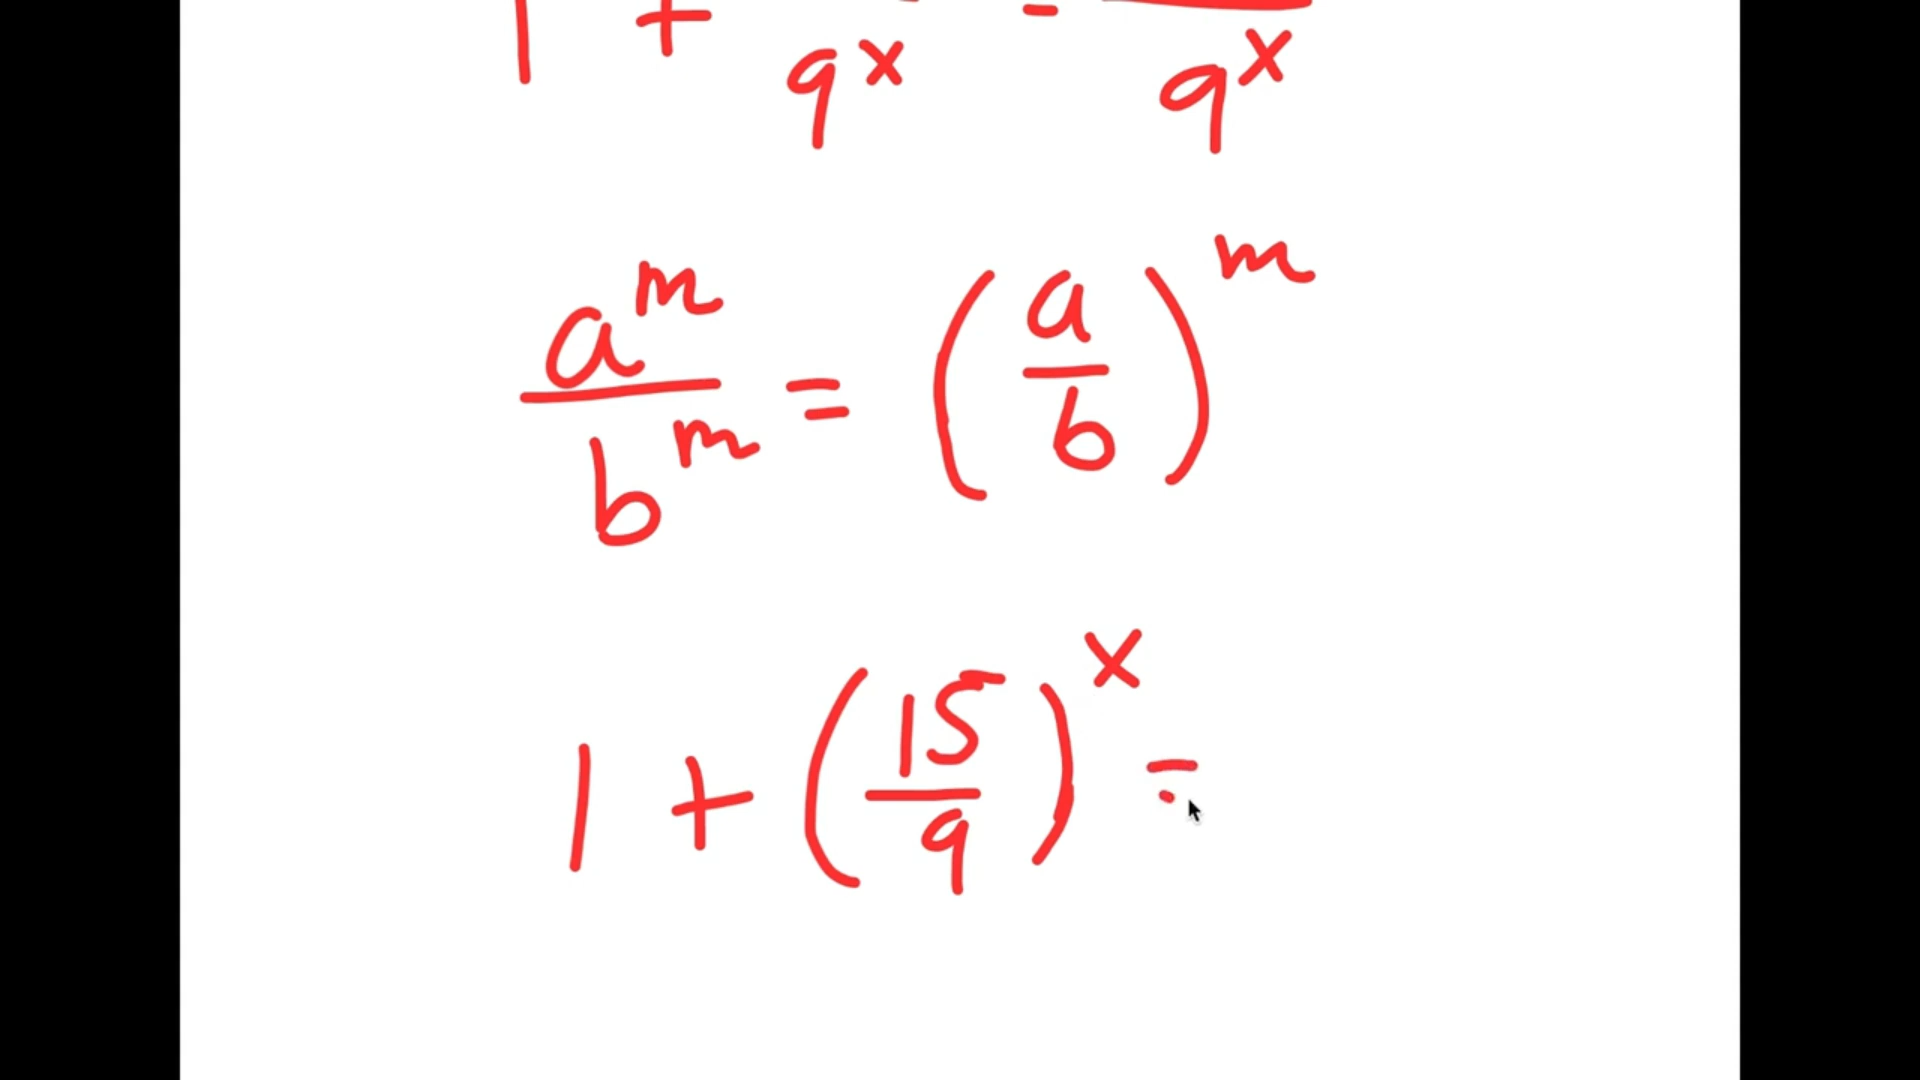 1 + / 9^x = / 9^x
a^m / b^m = (a / b)^m
1 + (15 / 9)^x =